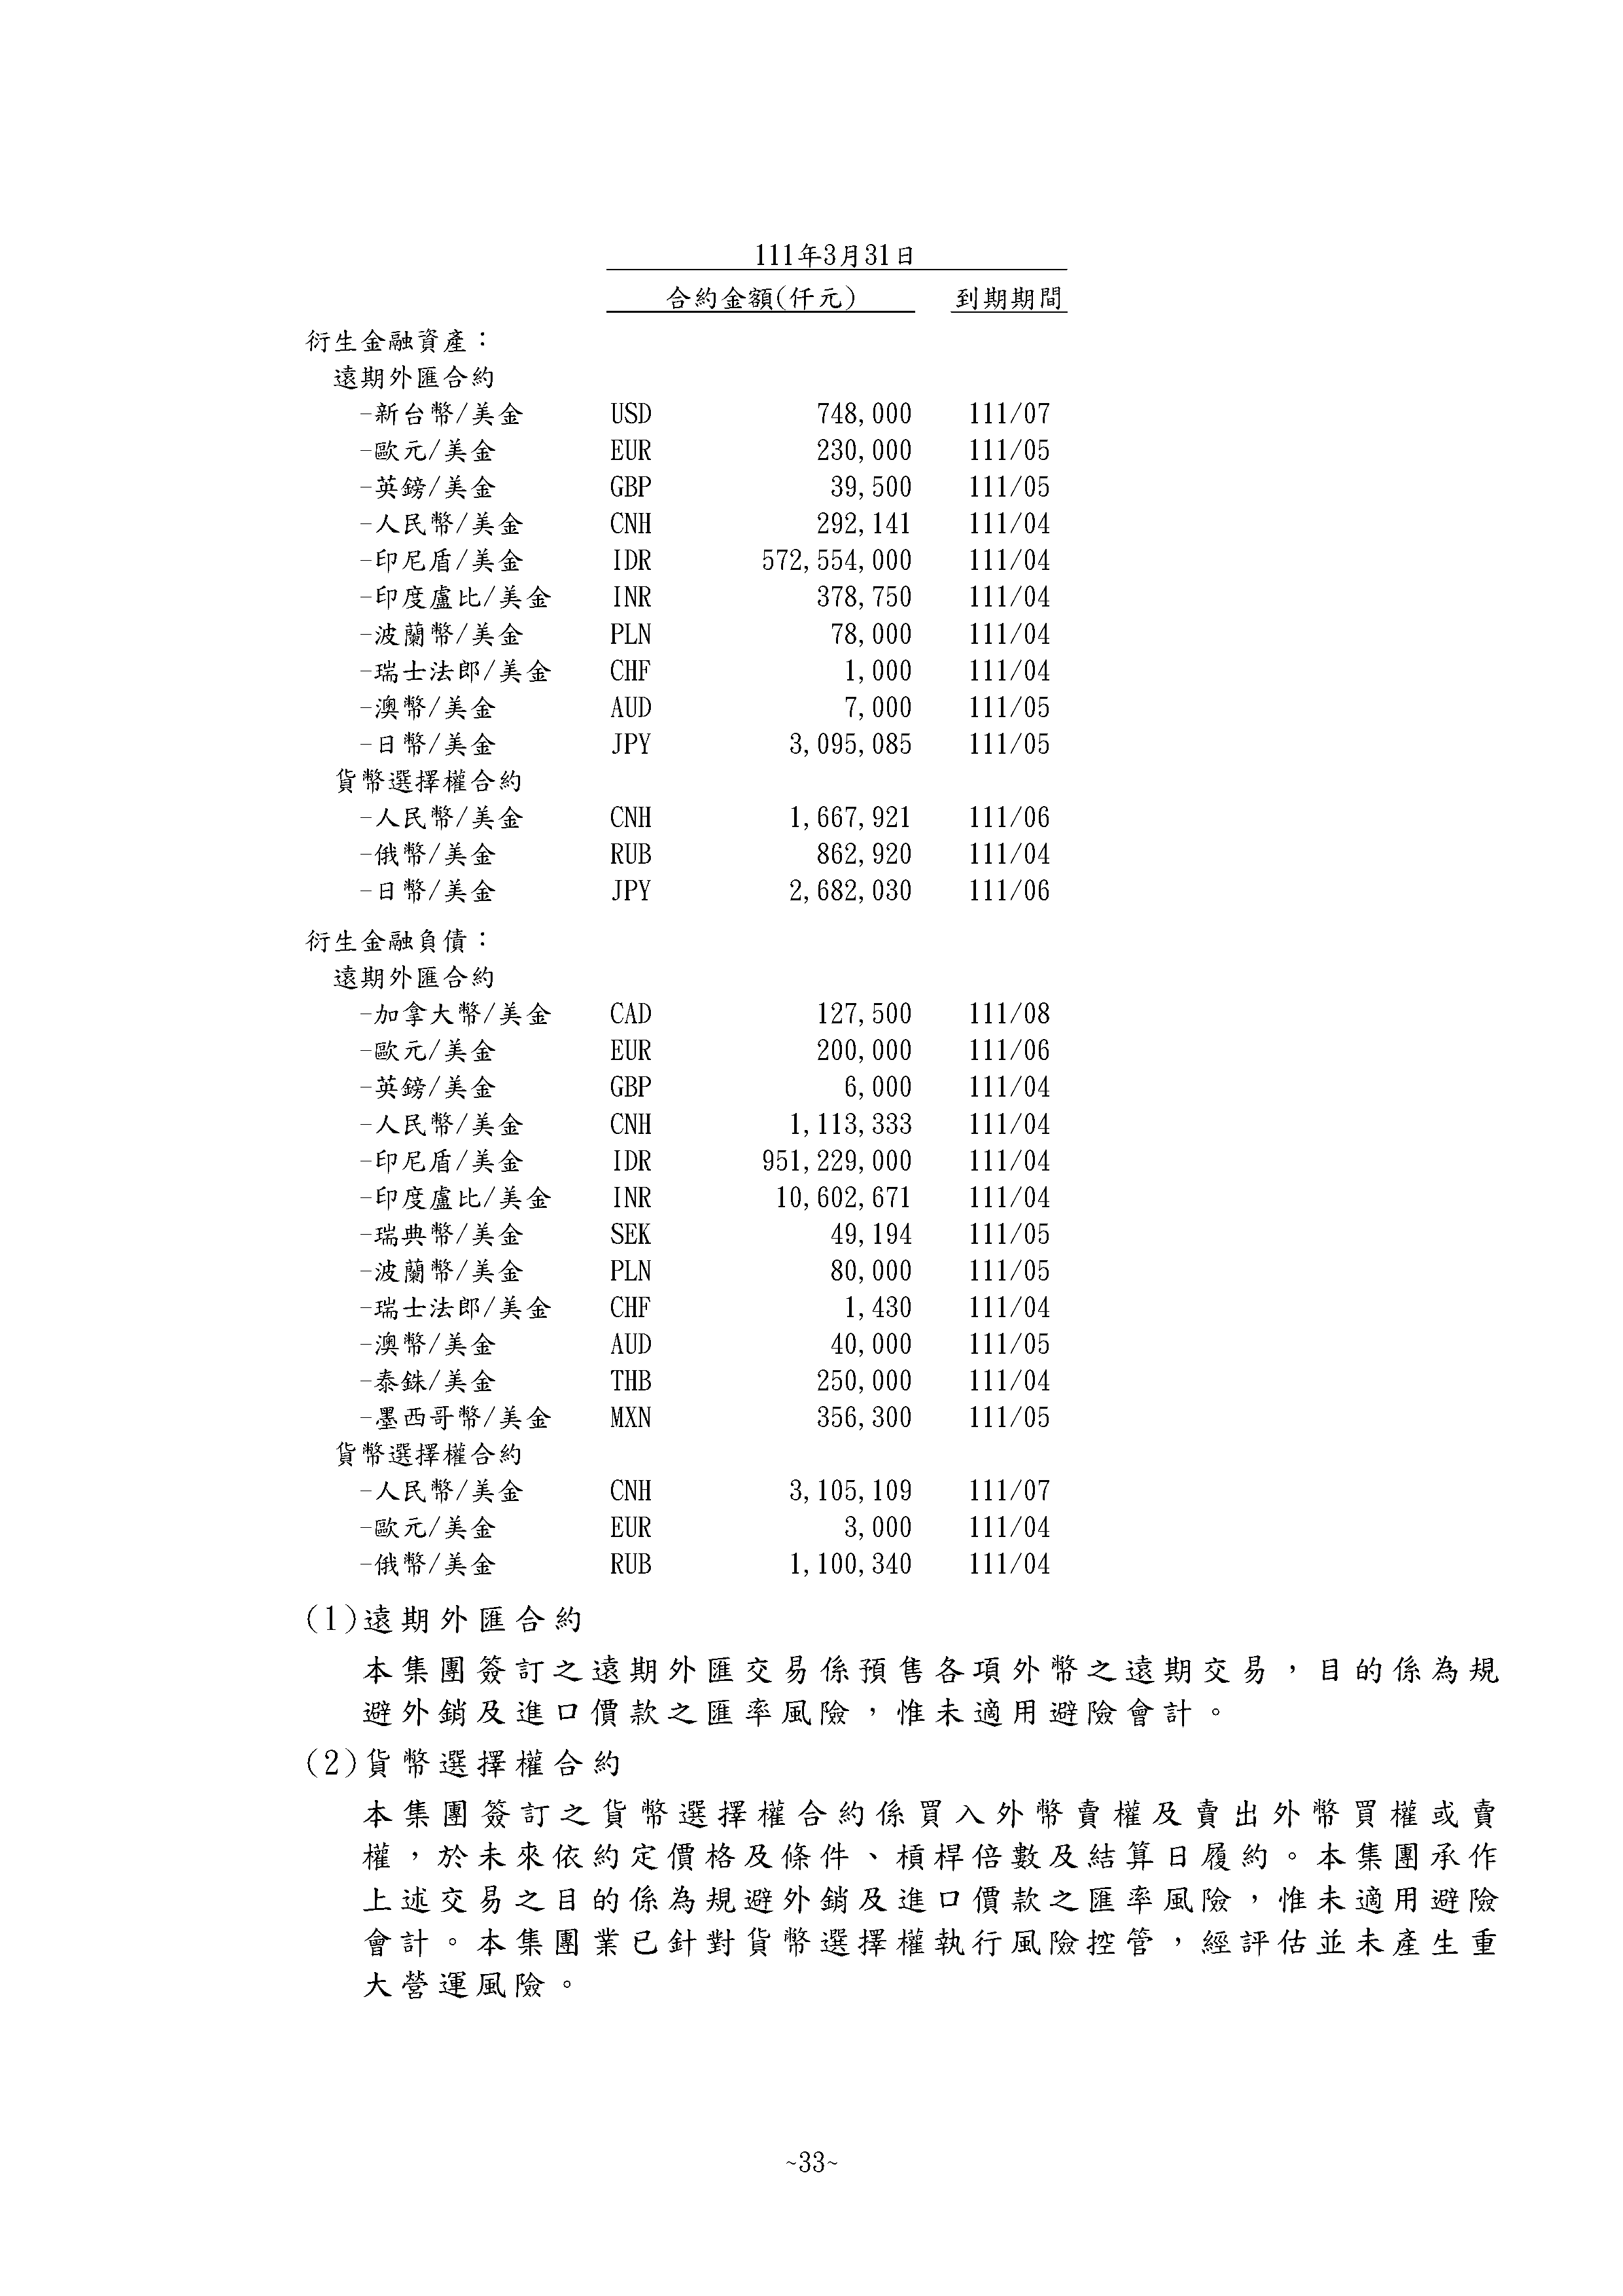 111年3月31日
合約金額(仟元) 到期期間
衍生金融資產：
遠期外匯合約
-新台幣/美金 USD 748,000 111/07
-歐元/美金 EUR 230,000 111/05
-英鎊/美金 GBP 39,500 111/05
-人民幣/美金 CNH 292,141 111/04
-印尼盾/美金 IDR 572,554,000 111/04
-印度盧比/美金 INR 378,750 111/04
-波蘭幣/美金 PLN 78,000 111/04
-瑞士法郎/美金 CHF 1,000 111/04
-澳幣/美金 AUD 7,000 111/05
-日幣/美金 JPY 3,095,085 111/05
貨幣選擇權合約
-人民幣/美金 CNH 1,667,921 111/06
-俄幣/美金 RUB 862,920 111/04
-日幣/美金 JPY 2,682,030 111/06
衍生金融負債：
遠期外匯合約
-加拿大幣/美金 CAD 127,500 111/08
-歐元/美金 EUR 200,000 111/06
-英鎊/美金 GBP 6,000 111/04
-人民幣/美金 CNH 1,113,333 111/04
-印尼盾/美金 IDR 951,229,000 111/04
-印度盧比/美金 INR 10,602,671 111/04
-瑞典幣/美金 SEK 49,194 111/05
-波蘭幣/美金 PLN 80,000 111/05
-瑞士法郎/美金 CHF 1,430 111/04
-澳幣/美金 AUD 40,000 111/05
-泰銖/美金 THB 250,000 111/04
-墨西哥幣/美金 MXN 356,300 111/05
貨幣選擇權合約
-人民幣/美金 CNH 3,105,109 111/07
-歐元/美金 EUR 3,000 111/04
-俄幣/美金 RUB 1,100,340 111/04
(1)遠期外匯合約
本集團簽訂之遠期外匯交易係預售各項外幣之遠期交易，目的係為規
避外銷及進口價款之匯率風險，惟未適用避險會計。
(2)貨幣選擇權合約
本集團簽訂之貨幣選擇權合約係買入外幣賣權及賣出外幣買權或賣
權，於未來依約定價格及條件、槓桿倍數及結算日履約。本集團承作
上述交易之目的係為規避外銷及進口價款之匯率風險，惟未適用避險
會計。本集團業已針對貨幣選擇權執行風險控管，經評估並未產生重
大營運風險。
~33~